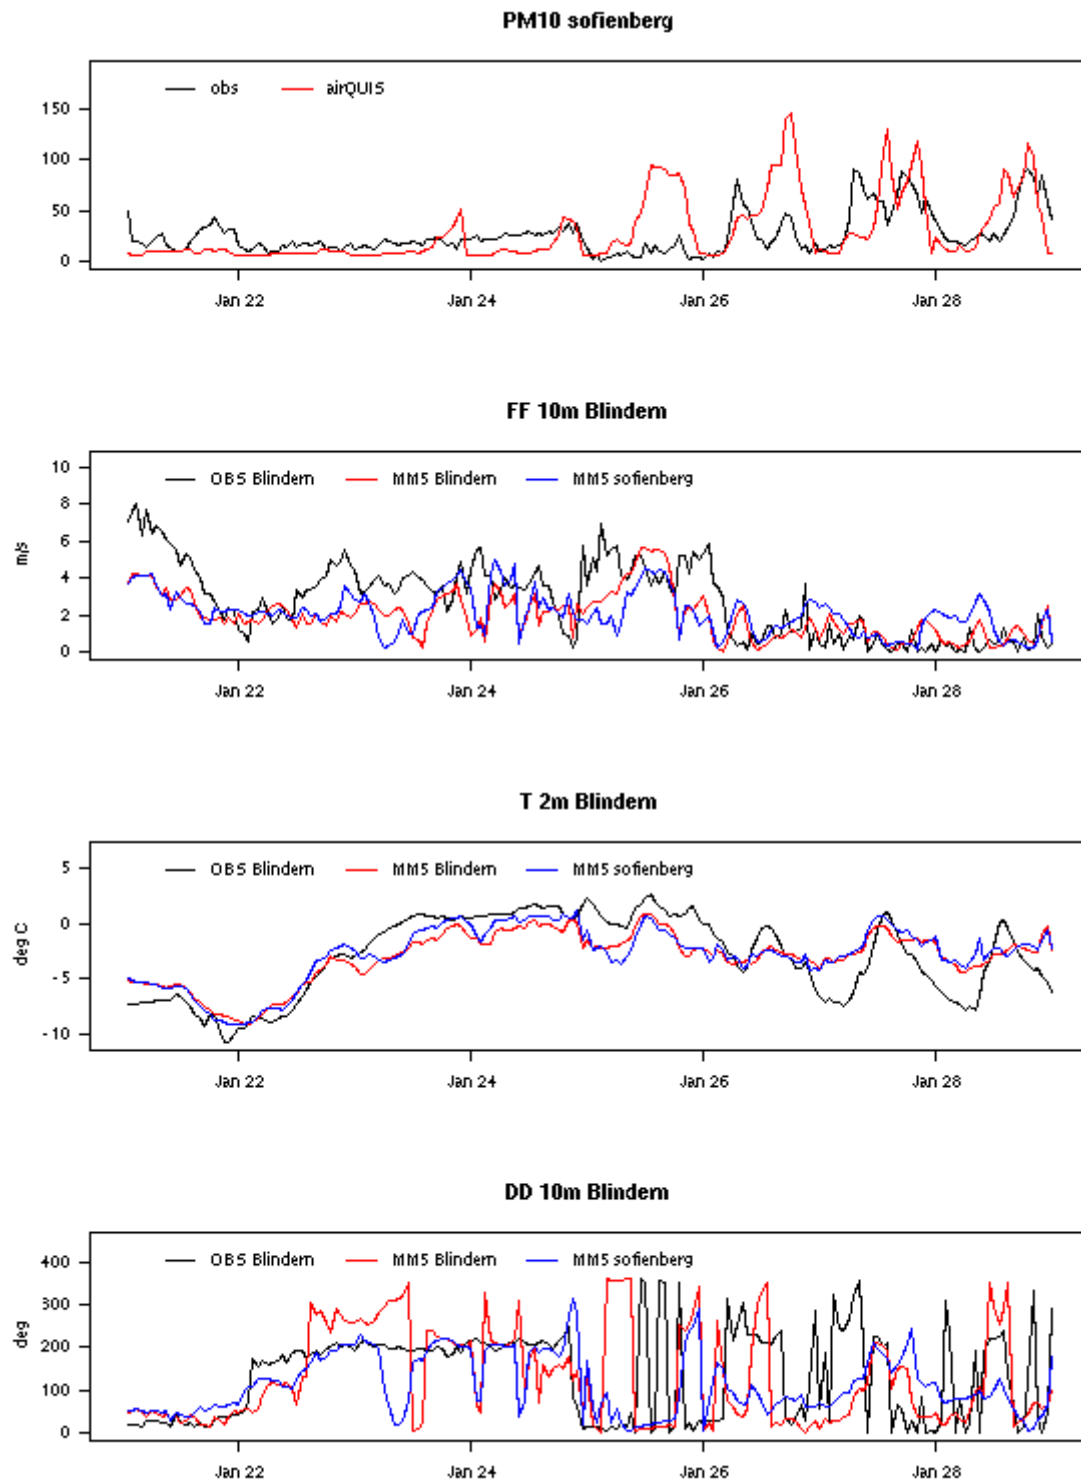 PM10 sofienberg
obs airQUIS
150
100
50
0
Jan 22 Jan 24 Jan 26 Jan 28
FF 10m Blindern
OBS Blindern MM5 Blindern MM5 sofienberg
m/s
10
8
6
4
2
0
Jan 22 Jan 24 Jan 26 Jan 28
T 2m Blindern
OBS Blindern MM5 Blindern MM5 sofienberg
deg C
5
0
-5
-10
Jan 22 Jan 24 Jan 26 Jan 28
DD 10m Blindern
OBS Blindern MM5 Blindern MM5 sofienberg
deg
400
300
200
100
0
Jan 22 Jan 24 Jan 26 Jan 28